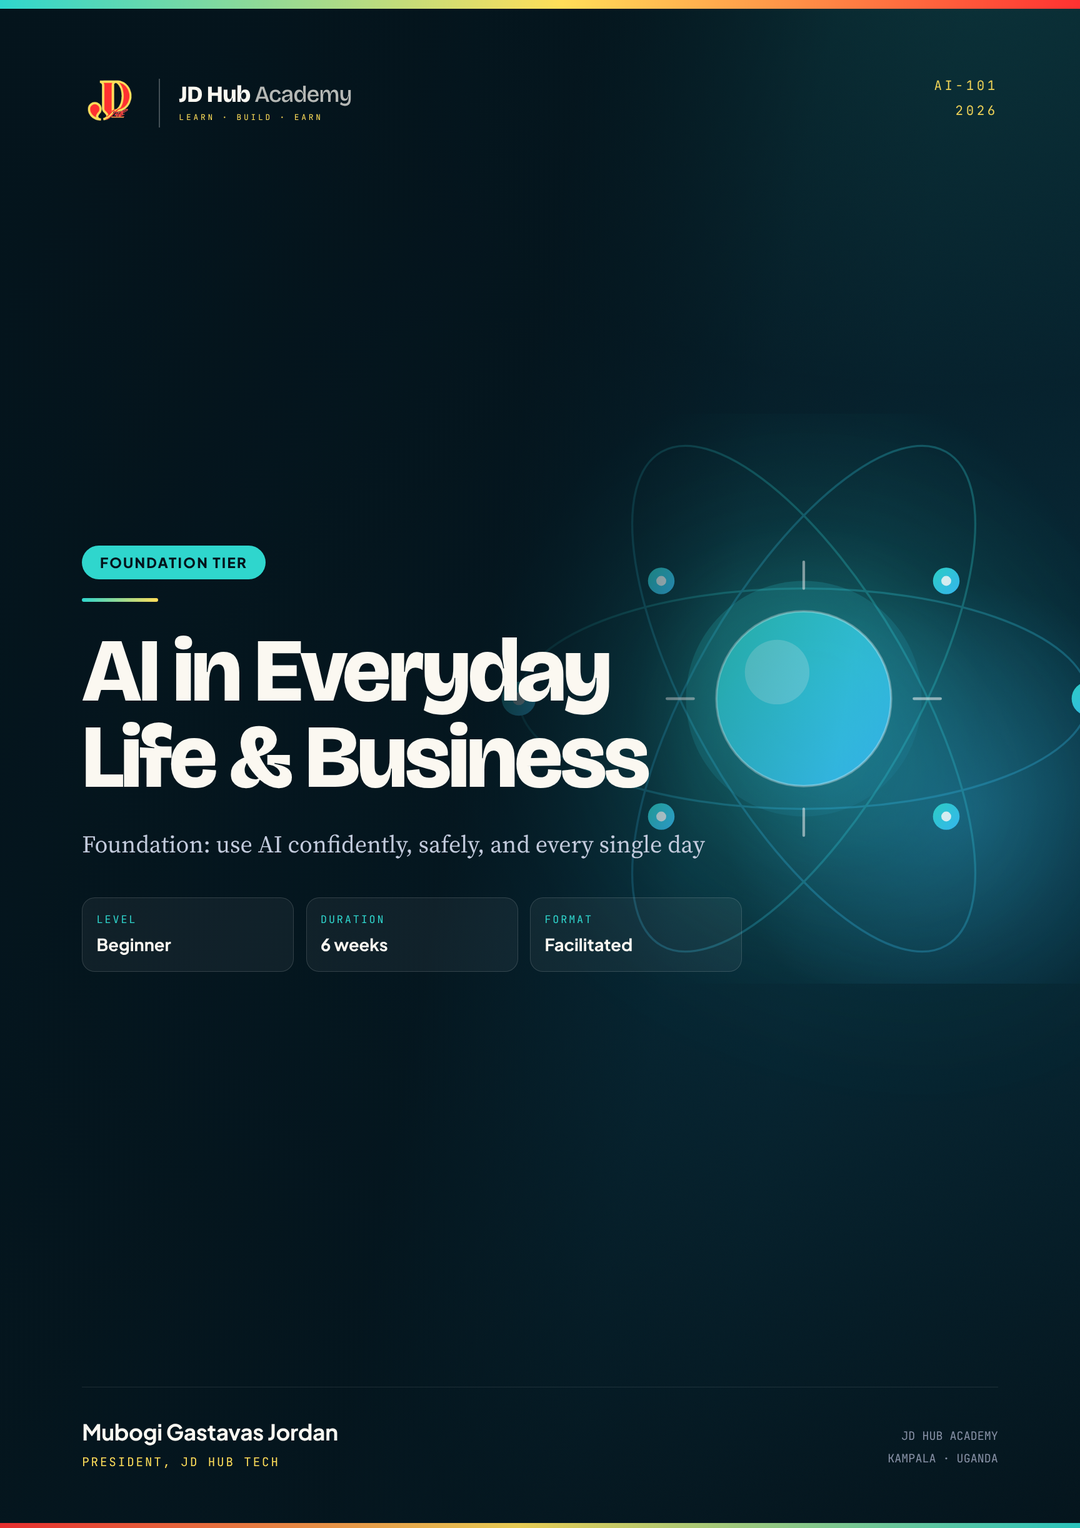 JD
JD Hub Academy
LEARN · BUILD · EARN
AI-101
2026
FOUNDATION TIER
AI in Everyday
Life & Business
Foundation: use AI confidently, safely, and every single day
LEVEL
Beginner
DURATION
6 weeks
FORMAT
Facilitated
Mubogi Gastavas Jordan
PRESIDENT, JD HUB TECH
JD HUB ACADEMY
KAMPALA · UGANDA